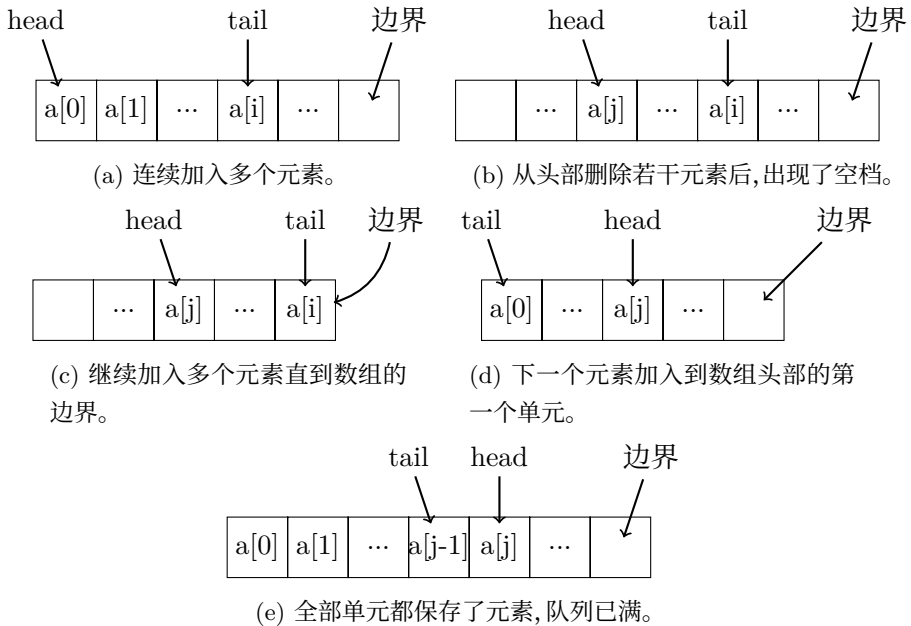 head tail 边界
a[0] a[1] ... a[i] ...
(a) 连续加入多个元素。
head tail 边界
... a[j] ... a[i] ...
(b) 从头部删除若干元素后,出现了空档。
head tail 边界
... a[j] ... a[i]
(c) 继续加入多个元素直到数组的
边界。
tail head 边界
a[0] ... a[j] ...
(d) 下一个元素加入到数组头部的第
一个单元。
tail head 边界
a[0] a[1] ... a[j-1] a[j] ...
(e) 全部单元都保存了元素,队列已满。